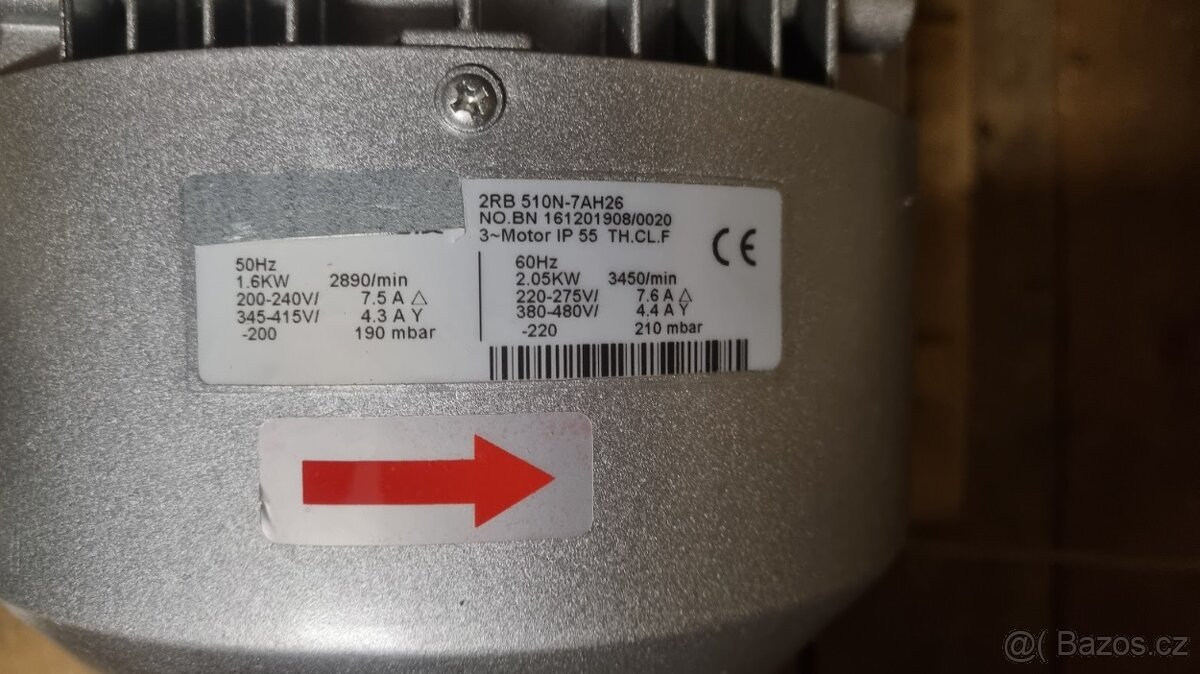 2RB 510N-7AH26
NO.BN 161201908/0020
3~Motor IP 55 TH.CL.F
CE
50Hz
1.6KW 2890/min
200-240V/ 7.5 A △
345-415V/ 4.3 A Y
-200 190 mbar
60Hz
2.05KW 3450/min
220-275V/ 7.6 A △
380-480V/ 4.4 A Y
-220 210 mbar
@( Bazos.cz